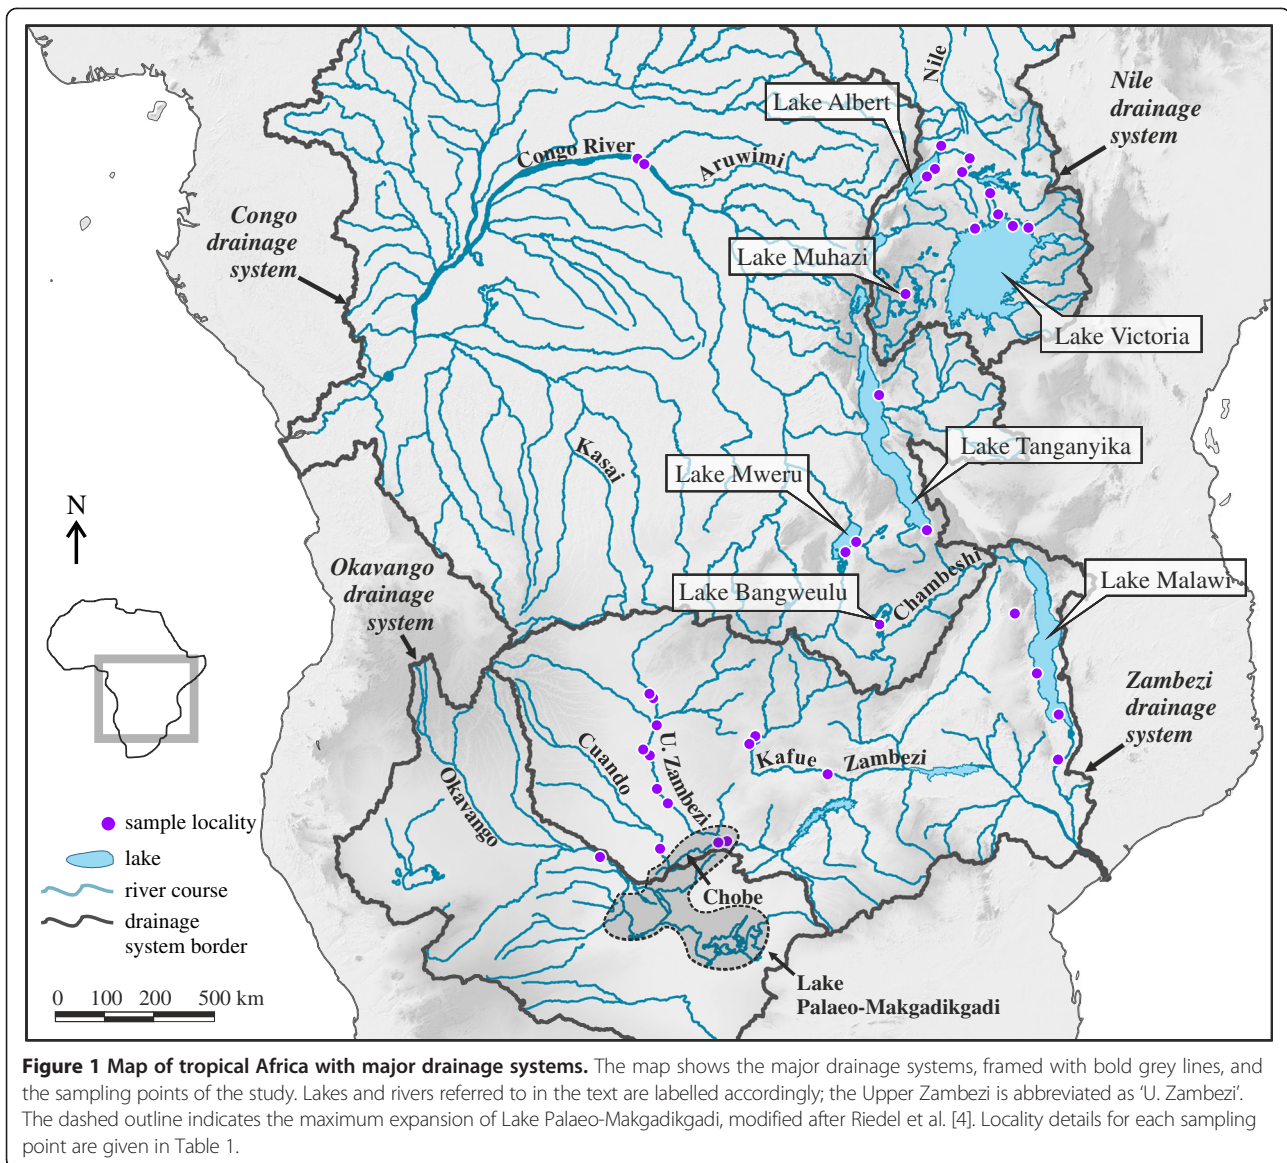 Nile
Lake Albert
Nile
drainage
system
Congo River
Aruwimi
Congo
drainage
system
Lake Muhazi
Lake Victoria
Kasai
Lake Tanganyika
Lake Mweru
N
Okavango
drainage
system
Lake Bangweulu
Chambeshi
Lake Malawi
Zambezi
drainage
system
Cuando
U. Zambezi
Kafue
Zambezi
Okavango
sample locality
lake
river course
drainage
system border
Chobe
Lake
Palaeo-Makgadikgadi
0 100 200 500 km
Figure 1 Map of tropical Africa with major drainage systems. The map shows the major drainage systems, framed with bold grey lines, and
the sampling points of the study. Lakes and rivers referred to in the text are labelled accordingly; the Upper Zambezi is abbreviated as ‘U. Zambezi’.
The dashed outline indicates the maximum expansion of Lake Palaeo-Makgadikgadi, modified after Riedel et al. [4]. Locality details for each sampling
point are given in Table 1.